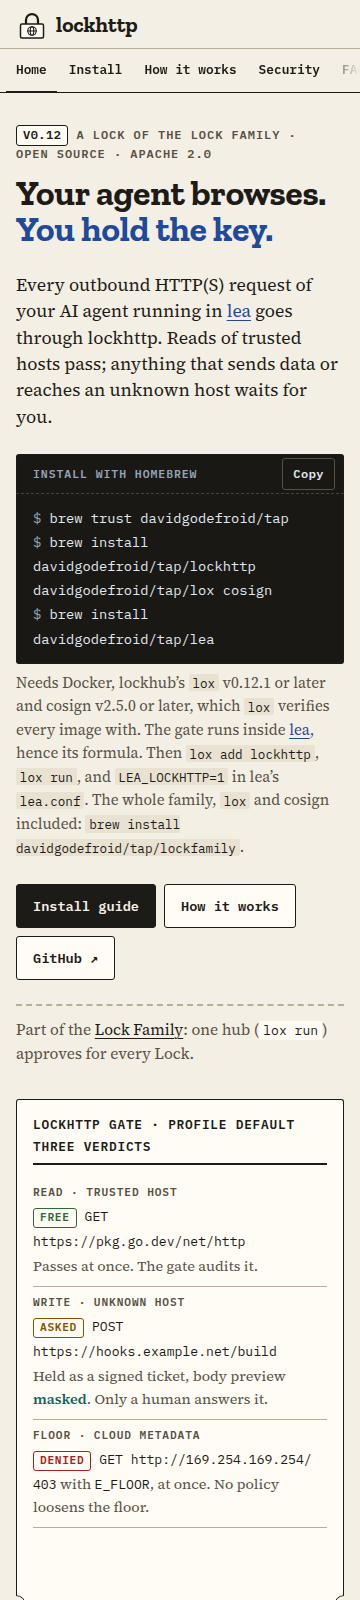 lockhttp
Home Install How it works Security FA
V0.12 A LOCK OF THE LOCK FAMILY ·
OPEN SOURCE · APACHE 2.0
Your agent browses.
You hold the key.
Every outbound HTTP(S) request of
your AI agent running in lea goes
through lockhttp. Reads of trusted
hosts pass; anything that sends data or
reaches an unknown host waits for
you.
INSTALL WITH HOMEBREW Copy
$ brew trust davidgodefroid/tap
$ brew install
davidgodefroid/tap/lockhttp
davidgodefroid/tap/lox cosign
$ brew install
davidgodefroid/tap/lea
Needs Docker, lockhub’s lox v0.12.1 or later
and cosign v2.5.0 or later, which lox verifies
every image with. The gate runs inside lea,
hence its formula. Then lox add lockhttp,
lox run, and LEA_LOCKHTTP=1 in lea’s
lea.conf. The whole family, lox and cosign
included: brew install
davidgodefroid/tap/lockfamily.
Install guide How it works
GitHub ↗
Part of the Lock Family: one hub (lox run)
approves for every Lock.
LOCKHTTP GATE · PROFILE DEFAULT
THREE VERDICTS
READ · TRUSTED HOST
FREE GET
https://pkg.go.dev/net/http
Passes at once. The gate audits it.
WRITE · UNKNOWN HOST
ASKED POST
https://hooks.example.net/build
Held as a signed ticket, body preview
masked. Only a human answers it.
FLOOR · CLOUD METADATA
DENIED GET http://169.254.169.254/
403 with E_FLOOR, at once. No policy
loosens the floor.